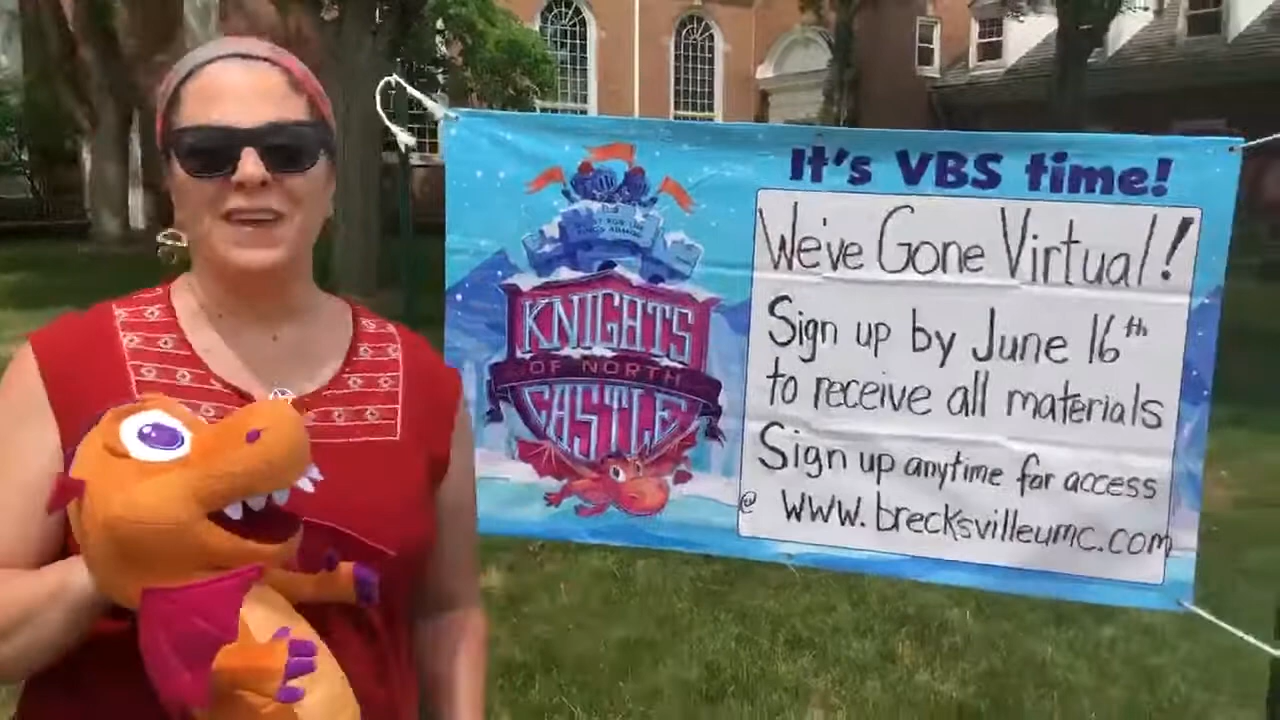 It's VBS time!
We've Gone Virtual!
Sign up by June 16th
to receive all materials
Sign up anytime for access
@ www.brecksvilleumc.com
KNIGHTS
OF NORTH
CASTLE